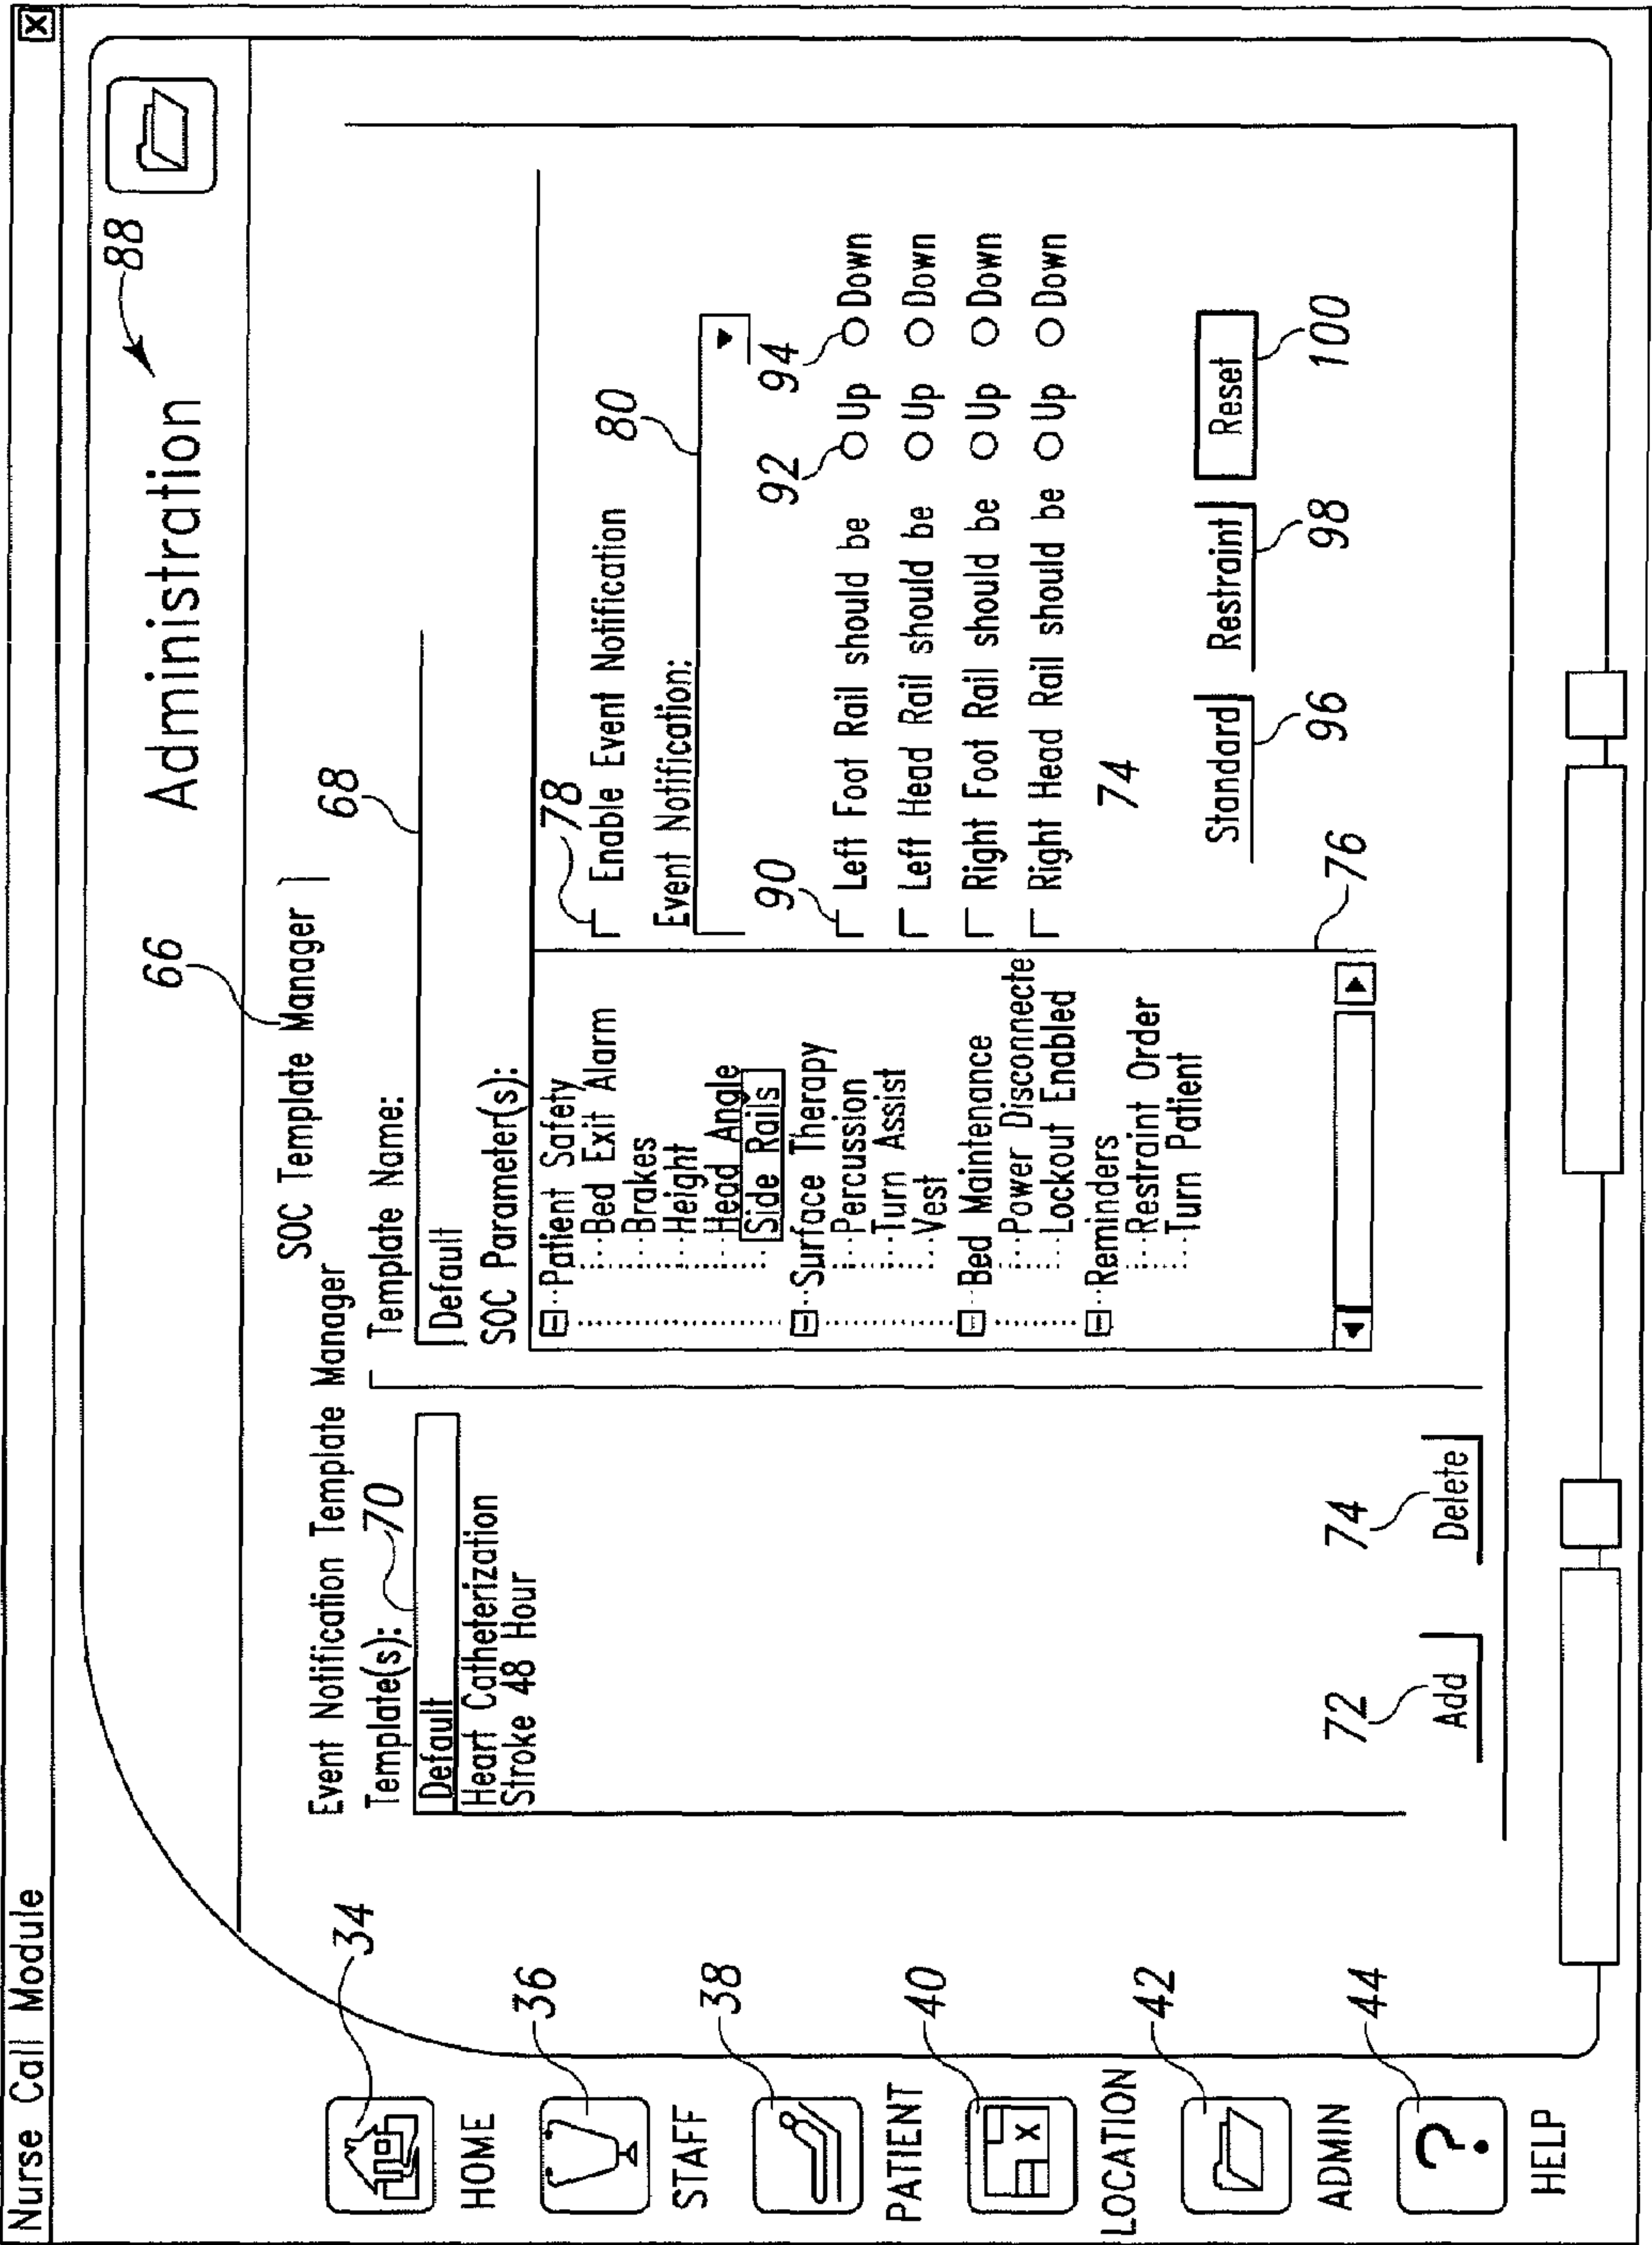 Nurse Call Module
X
88
Administration
66
SOC Template Manager
Event Notification Template Manager
34
HOME
36
STAFF
38
PATIENT
40
X
LOCATION
42
ADMIN
44
?
HELP
Template(s):
70
Default
Heart Catheterization
Stroke 48 Hour
72
Add
74
Delete
Template Name:
68
Default
SOC Parameter(s):
Patient Safety
Bed Exit Alarm
Brakes
Height
Head Angle
Side Rails
Surface Therapy
Percussion
Turn Assist
Vest
Bed Maintenance
Power Disconnecte
Lockout Enabled
Reminders
Restraint Order
Turn Patient
76
78
Enable Event Notification
80
Event Notification:
90
92
94
Left Foot Rail should be Up Down
Left Head Rail should be Up Down
Right Foot Rail should be Up Down
Right Head Rail should be Up Down
74
Standard Restraint Reset
96 98 100